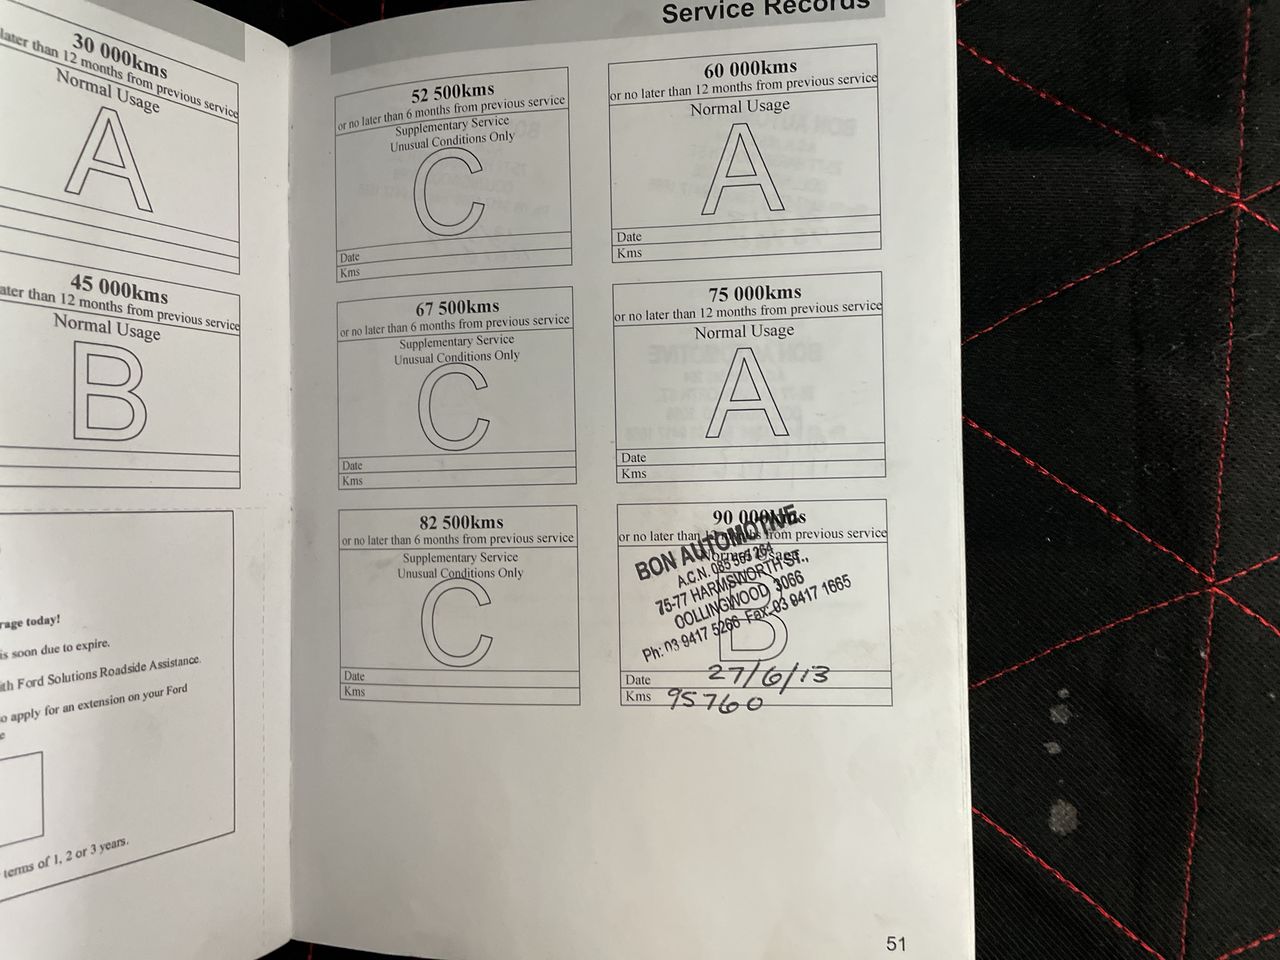 30 000kms
later than 12 months from previous service
Normal Usage
A
45 000kms
ater than 12 months from previous service
Normal Usage
B
rage today!
is soon due to expire.
ith Ford Solutions Roadside Assistance.
o apply for an extension on your Ford
e
terms of 1, 2 or 3 years.
Service Records
52 500kms
or no later than 6 months from previous service
Supplementary Service
Unusual Conditions Only
C
Date
Kms
60 000kms
or no later than 12 months from previous service
Normal Usage
A
Date
Kms
67 500kms
or no later than 6 months from previous service
Supplementary Service
Unusual Conditions Only
C
Date
Kms
75 000kms
or no later than 12 months from previous service
Normal Usage
A
Date
Kms
82 500kms
or no later than 6 months from previous service
Supplementary Service
Unusual Conditions Only
C
Date
Kms
90 000kms
or no later than 12 months from previous service
Normal Usage
B
BON AUTOMOTIVE
A.C.N. 085 564
75-77 HARMSWORTH ST.,
COLLINGWOOD 3066
Ph: 03 9417 5266 Fax: 03 9417 1665
Date 27/6/13
Kms 95760
51